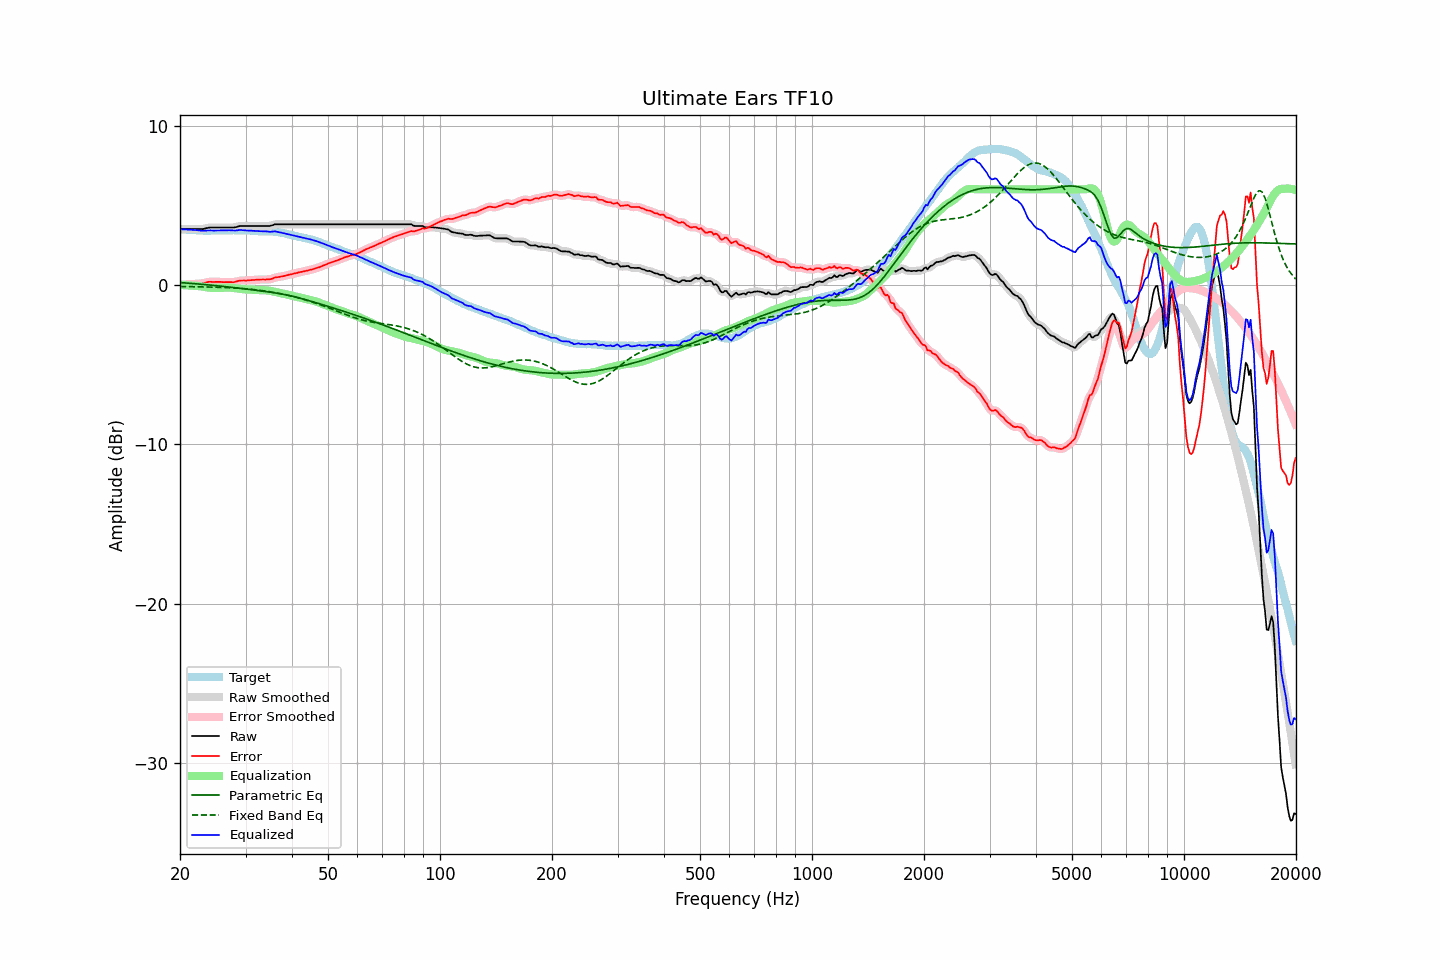 Ultimate Ears TF10
10
0
−10
−20
−30
Amplitude (dBr)
Target
Raw Smoothed
Error Smoothed
Raw
Error
Equalization
Parametric Eq
Fixed Band Eq
Equalized
20 50 100 200 500 1000 2000 5000 10000 20000
Frequency (Hz)